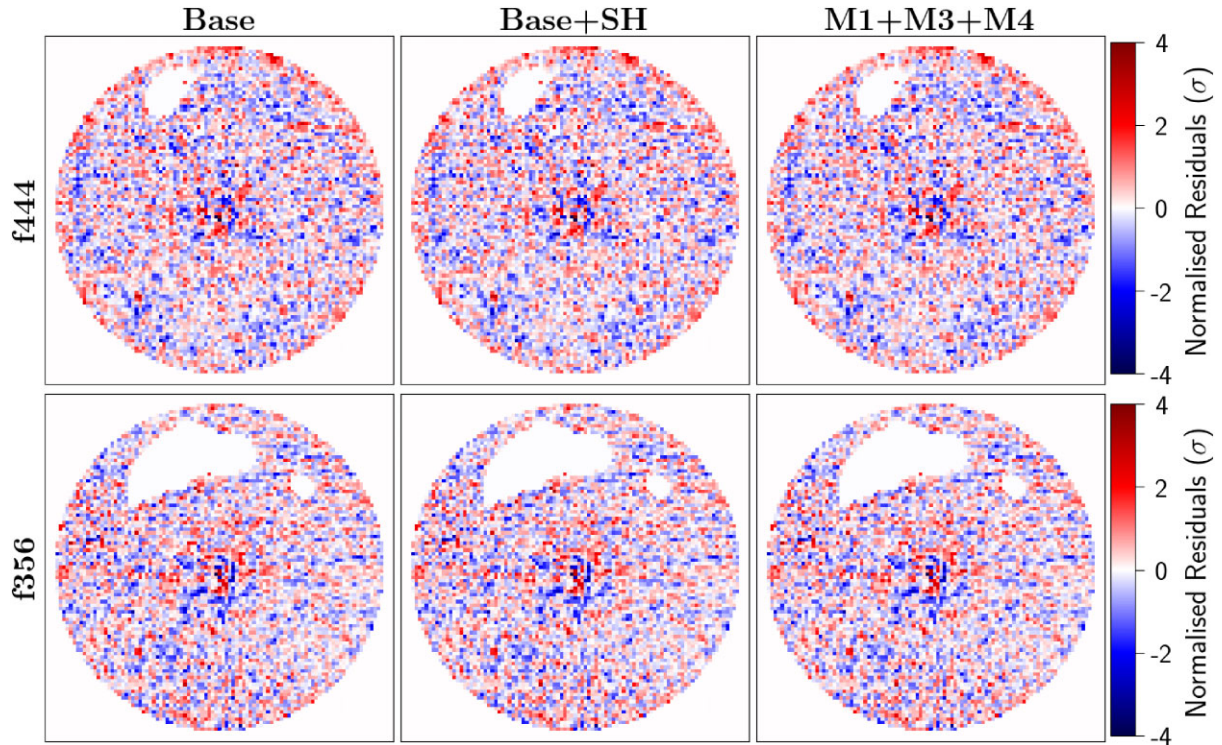 Base Base+SH M1+M3+M4
f444
4
2
0
-2
-4
Normalised Residuals (σ)
f356
4
2
0
-2
-4
Normalised Residuals (σ)